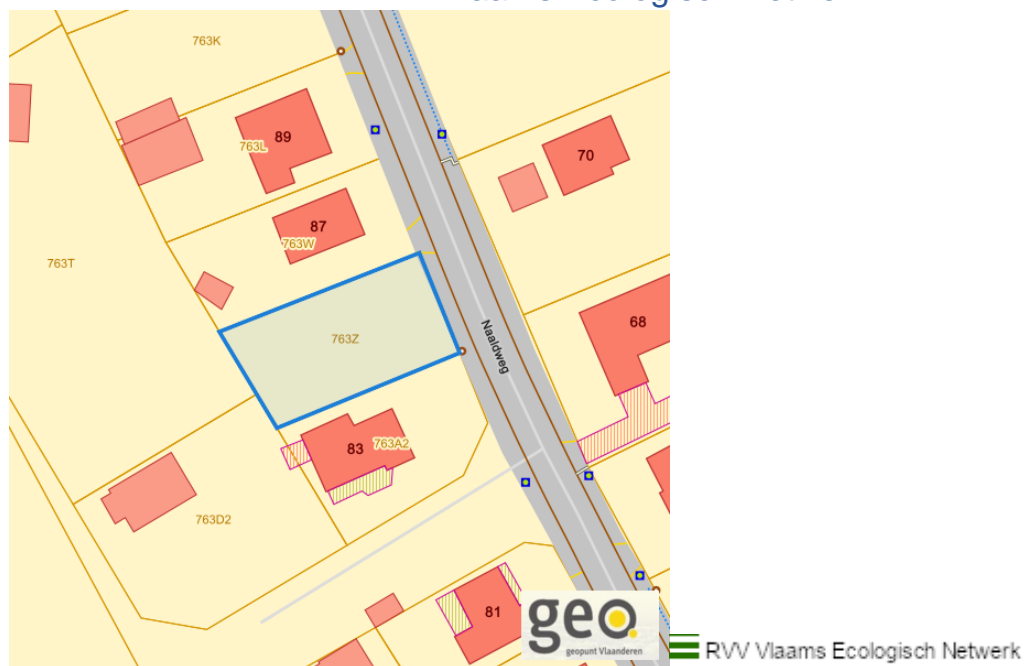 763K
89
763L
70
87
763W
763T
68
763Z
Naaldweg
83
763A2
763D2
81
geo
geopunt Vlaanderen
RVV Vlaams Ecologisch Netwerk